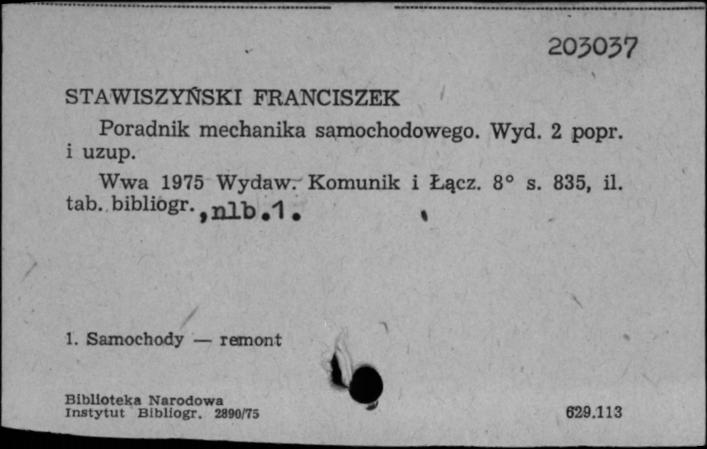 203037
STAWISZYŃSKI FRANCISZEK
Poradnik mechanika samochodowego. Wyd. 2 popr.
i uzup.
Wwa 1975 Wydaw. Komunik i Łącz. 8° s. 835, il.
tab. bibliogr. , nlb.1.
1. Samochody — remont
Biblioteka Narodowa
Instytut Bibliogr. 2890/75
629.113